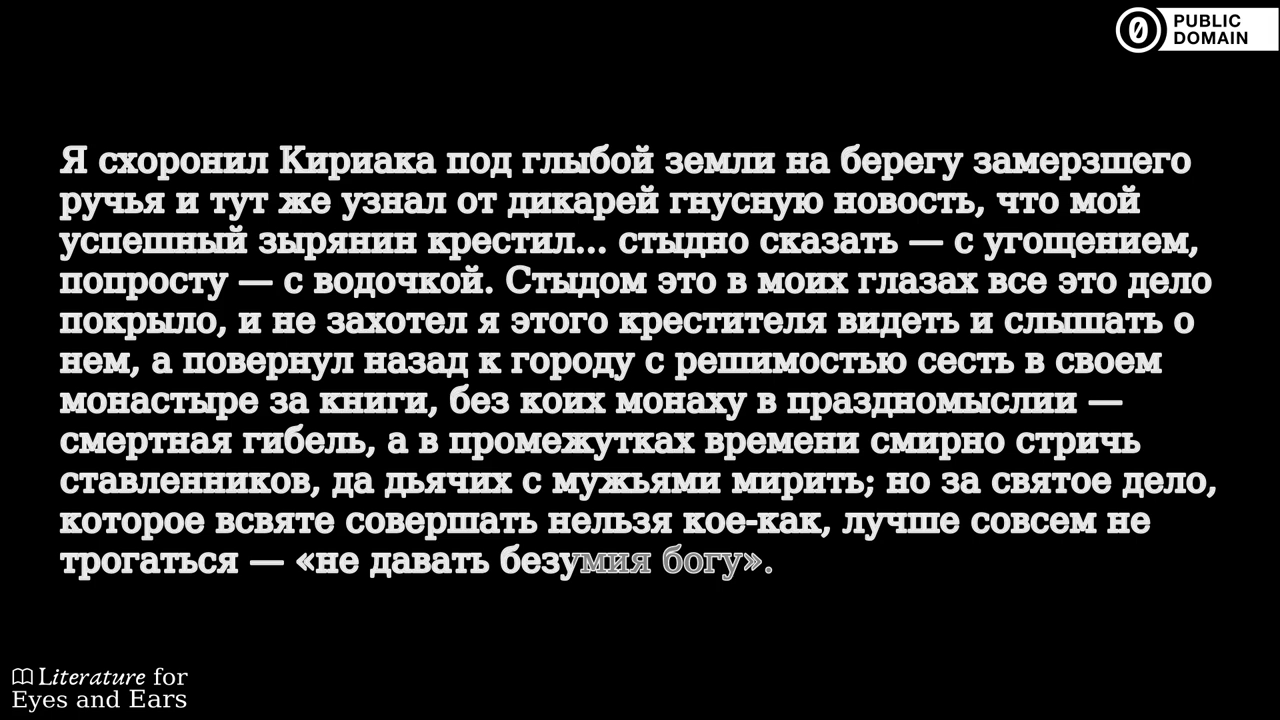 PUBLIC
DOMAIN
Я схоронил Кириака под глыбой земли на берегу замерзшего
ручья и тут же узнал от дикарей гнусную новость, что мой
успешный зырянин крестил... стыдно сказать — с угощением,
попросту — с водочкой. Стыдом это в моих глазах все это дело
покрыло, и не захотел я этого крестителя видеть и слышать о
нем, а повернул назад к городу с решимостью сесть в своем
монастыре за книги, без коих монаху в праздномыслии —
смертная гибель, а в промежутках времени смирно стричь
ставленников, да дьячих с мужьями мирить; но за святое дело,
которое всвяте совершать нельзя кое-как, лучше совсем не
трогаться — «не давать безумия богу».
Literature for
Eyes and Ears